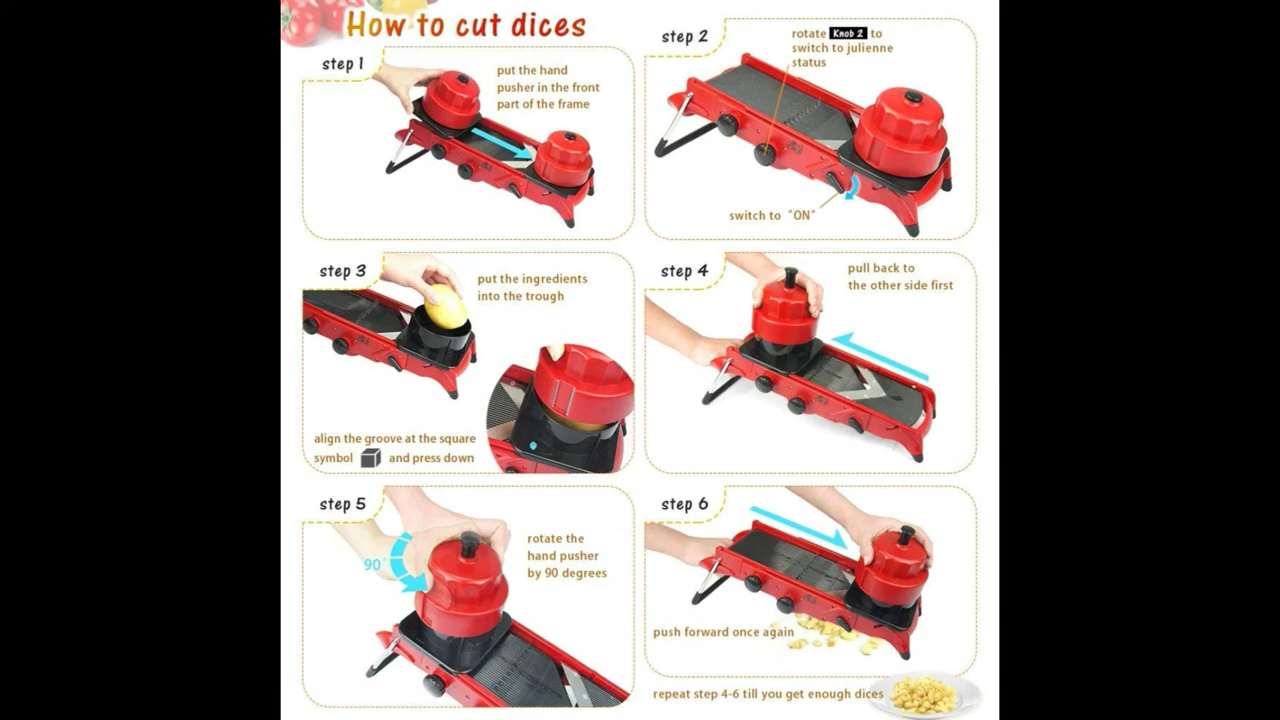 How to cut dices
step 1
put the hand
pusher in the front
part of the frame
step 2
rotate Knob 2 to
switch to julienne
status
switch to “ON”
step 3
put the ingredients
into the trough
align the groove at the square
symbol and press down
step 4
pull back to
the other side first
step 5
90°
rotate the
hand pusher
by 90 degrees
step 6
push forward once again
repeat step 4-6 till you get enough dices